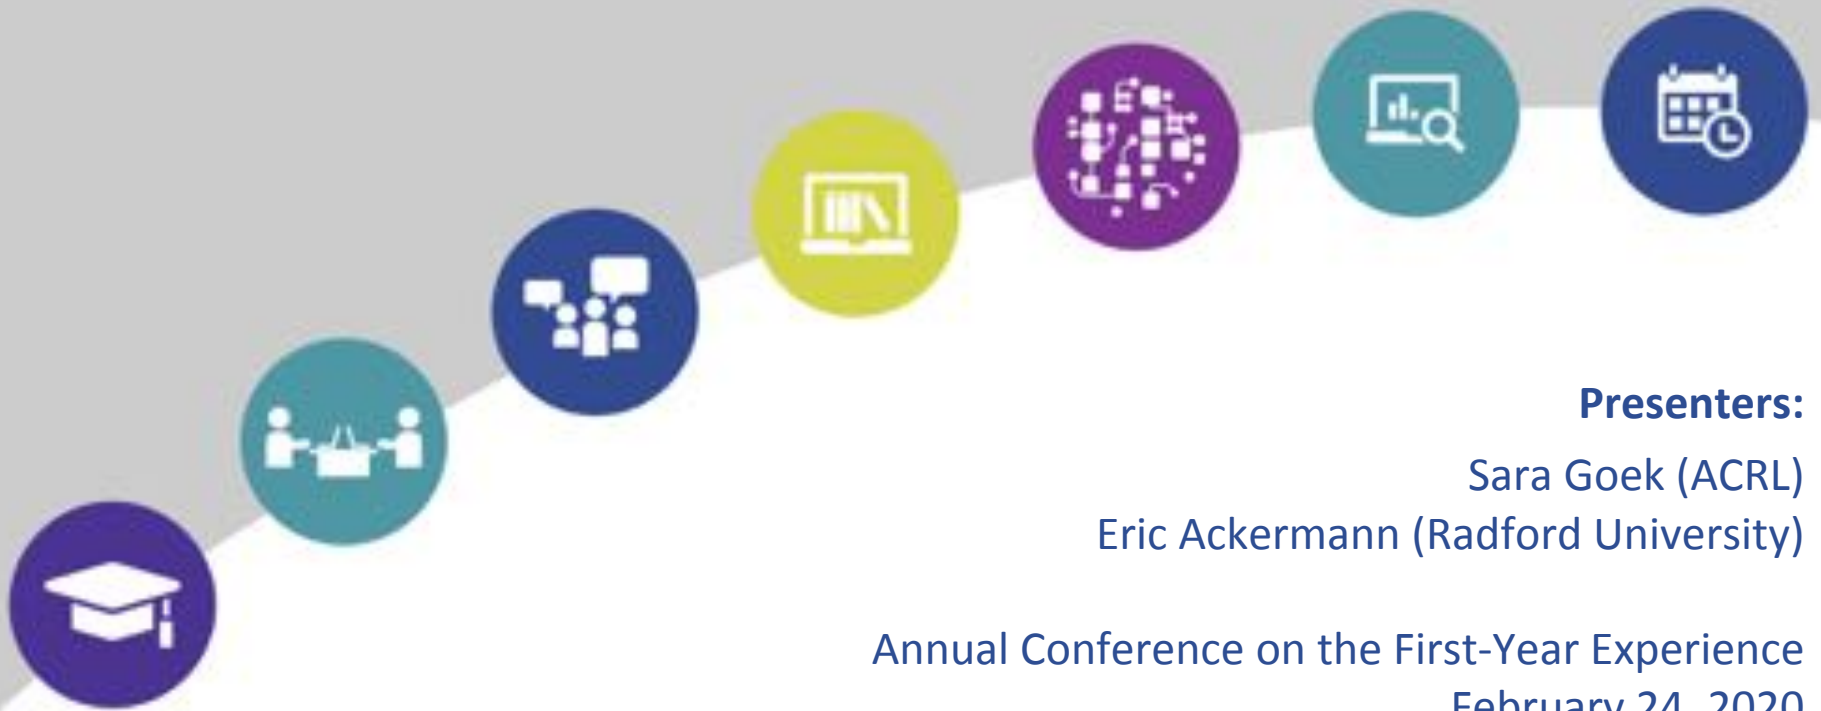 Presenters:
Sara Goek (ACRL)
Eric Ackermann (Radford University)
Annual Conference on the First-Year Experience
February 24, 2020